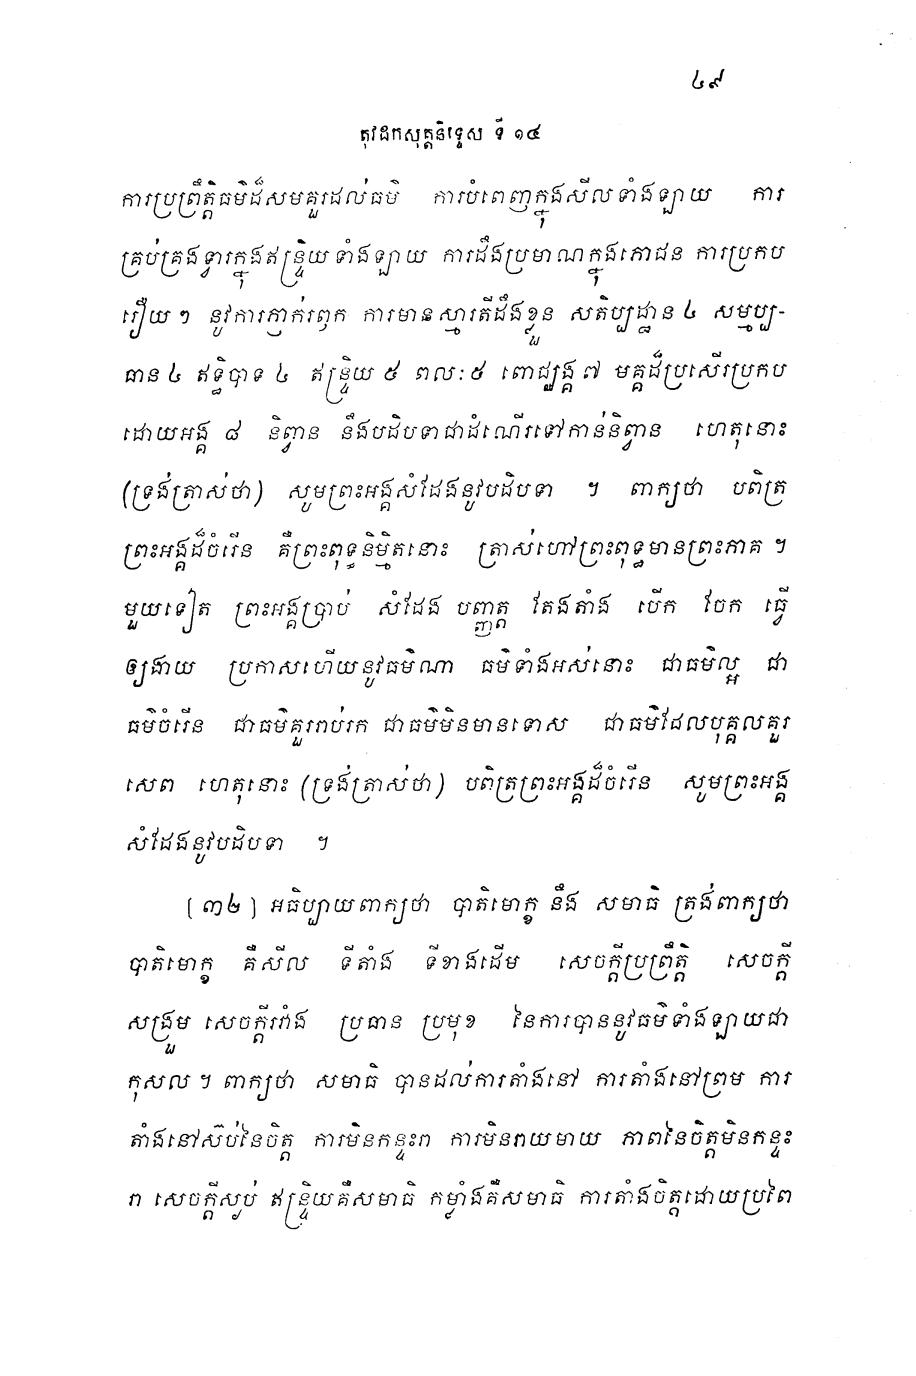 ៤៩
តុវដកសុត្តនិទ្ទេស ទី ១៤
ការប្រព្រឹត្តិធម៌ដ៏សមគួរដល់ធម៌ ការបំពេញក្នុងសីលទាំងឡាយ ការ
គ្រប់គ្រងទ្វារក្នុងឥន្ទ្រិយទាំងឡាយ ការដឹងប្រមាណក្នុងភោជន ការប្រកប
រឿយៗ នូវការភ្ញាក់រឭក ការមានស្មារតីដឹងខ្លួន សតិប្បដ្ឋាន៤ សម្មប្ប-
ធាន៤ ឥទ្ធិបាទ ៤ ឥន្ទ្រិយ ៥ ពលៈ៥ ពោជ្ឈង្គ៧ មគ្គដ៏ប្រសើរប្រកប
ដោយអង្គ ៨ និព្វាន នឹងបដិបទាជាដំណើរទៅកាន់និព្វាន ហេតុនោះ
(ទ្រង់ត្រាស់ថា) សូមព្រះអង្គសំដែងនូវបដិបទា ។ ពាក្យថា បពិត្រ
ព្រះអង្គដ៏ចំរើន គឺព្រះពុទ្ធនិម្មិតនោះ ត្រាស់ហៅព្រះពុទ្ធមានព្រះភាគ ។
មួយទៀត ព្រះអង្គប្រាប់ សំដែង បញ្ញត្ត តែងតាំង បើក ចែក ធ្វើ
ឲ្យងាយ ប្រកាសហើយនូវធម៌ណា ធម៌ទាំងអស់នោះ ជាធម៌ល្អ ជា
ធម៌ចំរើន ជាធម៌គួររាប់រក ជាធម៌មិនមានទោស ជាធម៌ដែលបុគ្គលគួរ
សេព ហេតុនោះ (ទ្រង់ត្រាស់ថា) បពិត្រព្រះអង្គដ៏ចំរើន សូមព្រះអង្គ
សំដែងនូវបដិបទា ។
[៣២] អធិប្បាយពាក្យថា បាតិមោក្ខ នឹង សមាធិ ត្រង់ពាក្យថា
បាតិមោក្ខ គឺសីល ទីតាំង ទីខាងដើម សេចក្តីប្រព្រឹត្តិ សេចក្តី
សង្រួម សេចក្តីរវាំង ប្រធាន ប្រមុខ នៃការបាននូវធម៌ទាំងឡាយជា
កុសល ។ ពាក្យថា សមាធិ បានដល់ការតាំងនៅ ការតាំងនៅព្រម ការ
តាំងនៅស៊ប់នៃចិត្ត ការមិនកន្ទះរា ការមិនរាយមាយ ភាពនៃចិត្តមិនកន្ទះ
រា សេចក្តីស្ងប់ ឥន្ទ្រិយគឺសមាធិ កម្លាំងគឺសមាធិ ការតាំងចិត្តដោយប្រពៃ